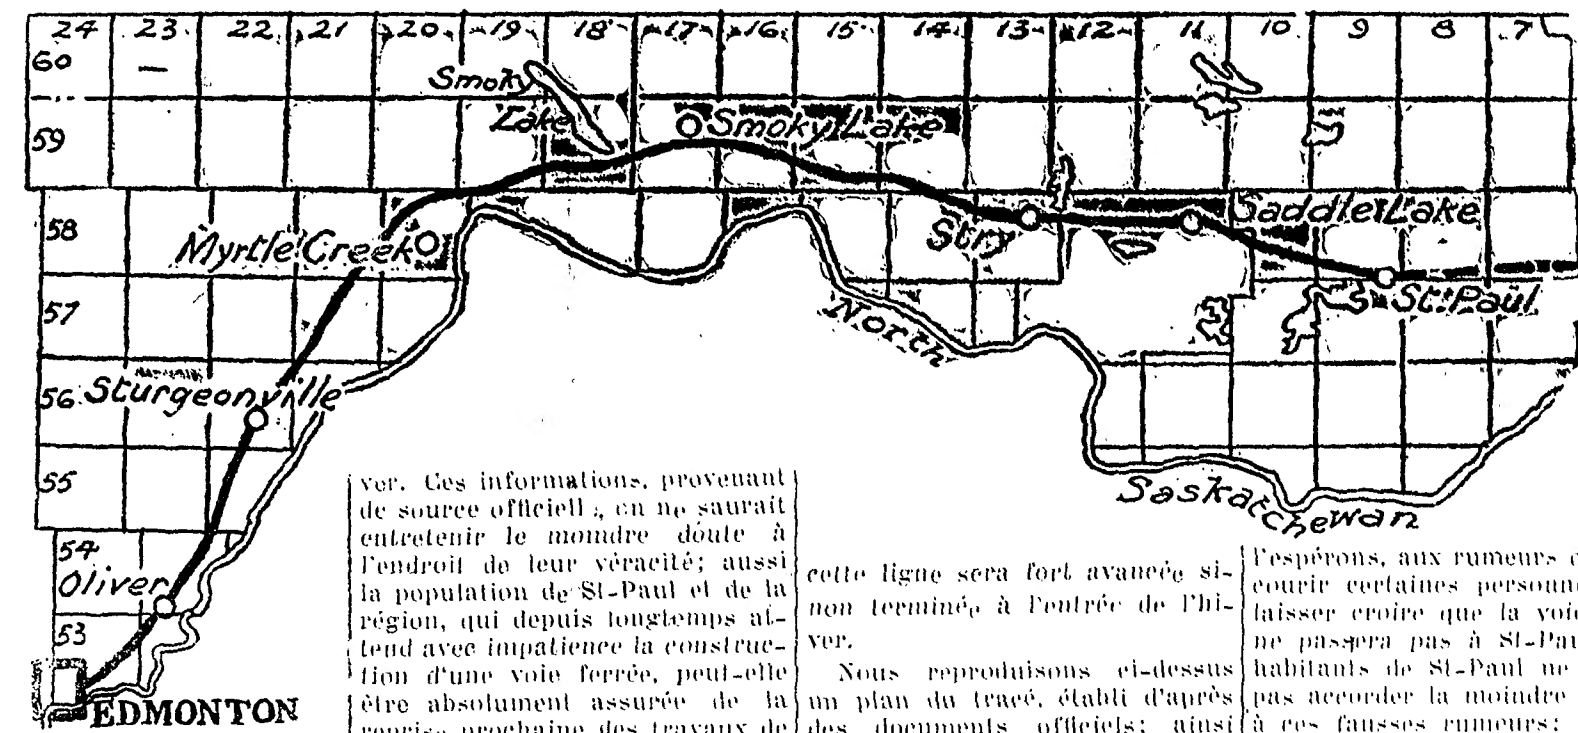 24 23 22 21 20 19 18 17 16 15 14 13 12 11 10 9 8 7
60
Smoky
Lake
59
Smoky Lake
58
Myrtle Creek
Stry
Saddle Lake
57
North
St. Paul
56
Sturgeonville
55
Saskatchewan
54
Oliver
53
EDMONTON
ver. Ces informations, provenant
de source officiell , on ne saurait
entretenir le moindre doute à
l'endroit de leur véracité; aussi
la population de St-Paul et de la
région, qui depuis longtemps at-
tend avec impatience la construc-
tion d'une voie ferrée, peut-elle
être absolument assurée de la
reprise prochaine des travaux de
cette ligne sera fort avancée si-
non terminée à l'entrée de l'hi-
ver.
Nous reproduisons ci-dessus
un plan du tracé, établi d'après
des documents officiels; ainsi
l'espérons, aux rumeurs
courir certaines personn
laisser croire que la voie
ne passera pas à St-Pau
habitants de St-Paul ne
pas accorder la moindre
à ces fausses rumeurs;